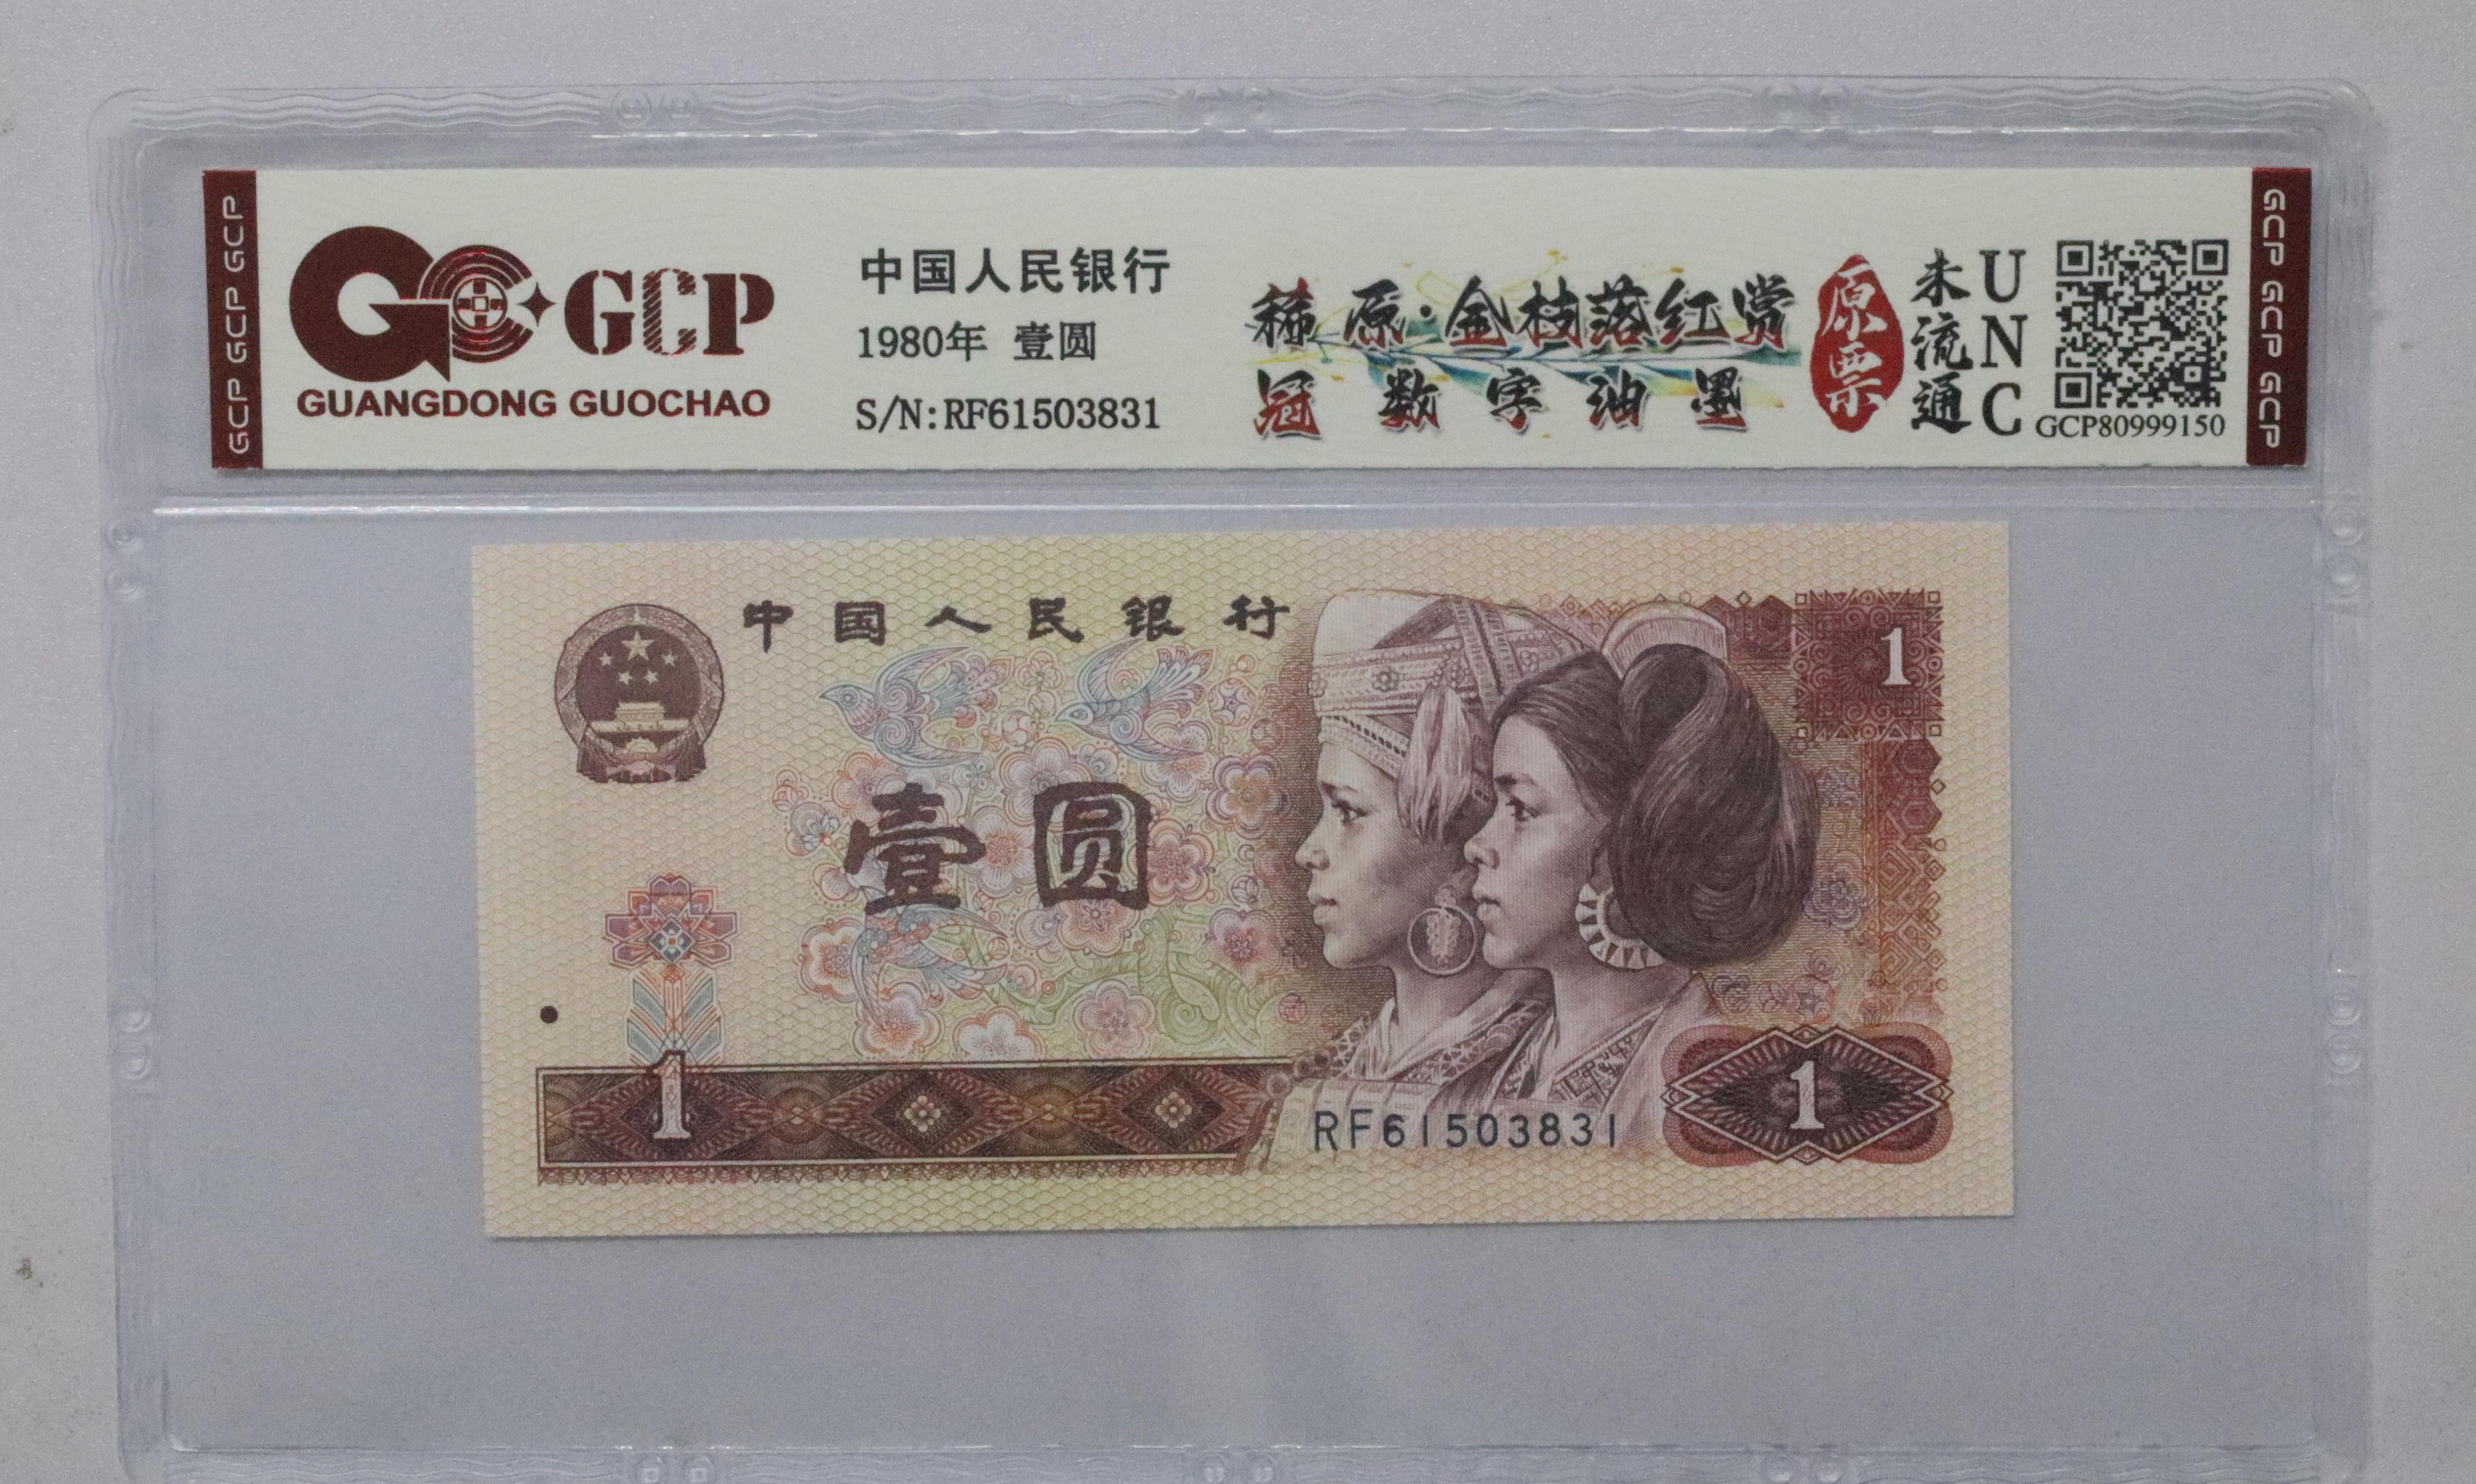 GCP GCP GCP
GCP
GUANGDONG GUOCHAO
中国人民银行
1980年 壹圆
S/N:RF61503831
稀原·金枝落红赏
冠数字油墨
原票
未流通
UNC
GCP80999150
GCP GCP GCP
中国人民银行
1
壹圆
1
RF61503831
1